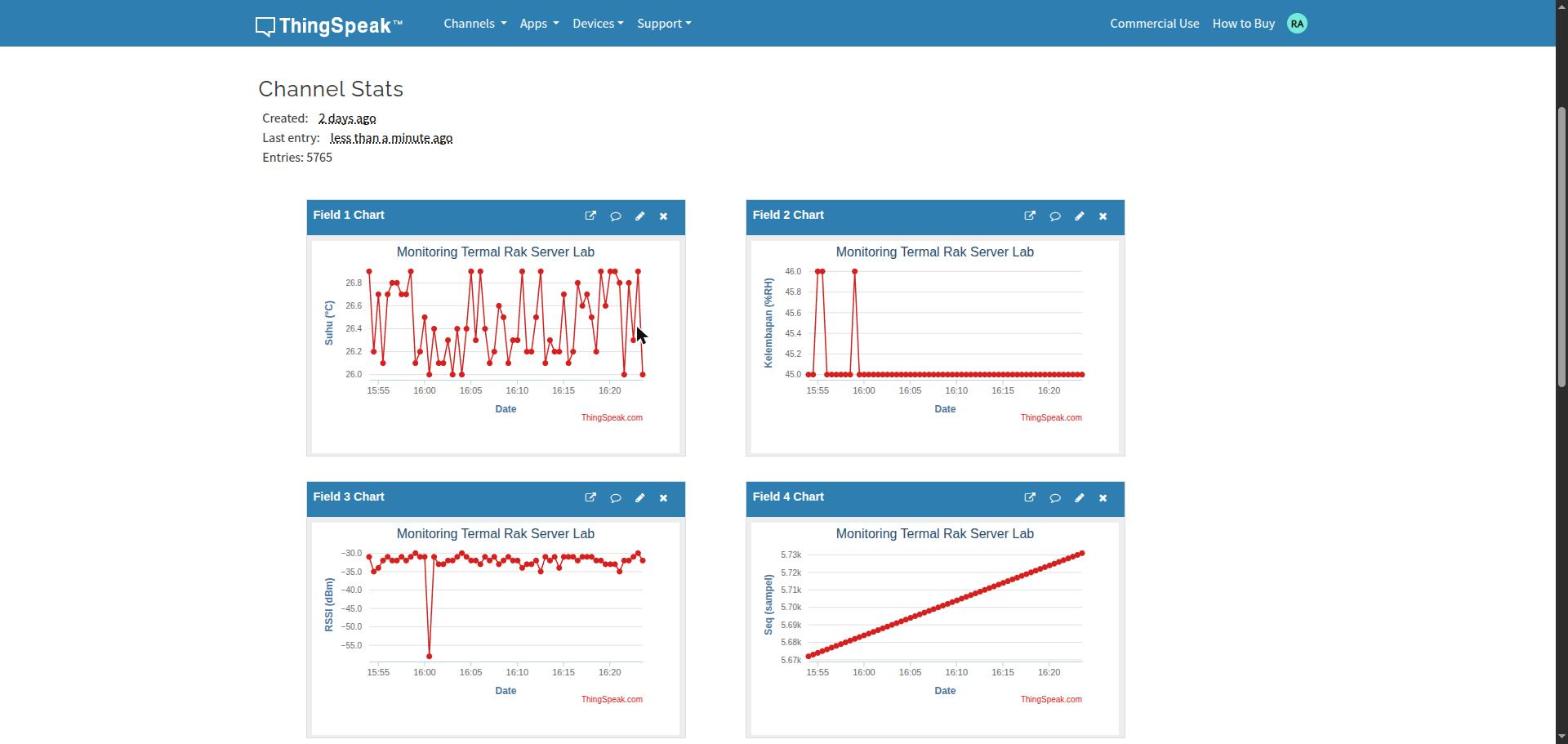 ThingSpeak™ Channels Apps Devices Support Commercial Use How to Buy RA
Channel Stats
Created: 2 days ago
Last entry: less than a minute ago
Entries: 5765
Field 1 Chart
Monitoring Termal Rak Server Lab
Suhu (°C)
26.8
26.6
26.4
26.2
26.0
15:55 16:00 16:05 16:10 16:15 16:20
Date
ThingSpeak.com
Field 2 Chart
Monitoring Termal Rak Server Lab
Kelembapan (%RH)
46.0
45.8
45.6
45.4
45.2
45.0
15:55 16:00 16:05 16:10 16:15 16:20
Date
ThingSpeak.com
Field 3 Chart
Monitoring Termal Rak Server Lab
RSSI (dBm)
−30.0
−35.0
−40.0
−45.0
−50.0
−55.0
15:55 16:00 16:05 16:10 16:15 16:20
Date
ThingSpeak.com
Field 4 Chart
Monitoring Termal Rak Server Lab
Seq (sampel)
5.73k
5.72k
5.71k
5.70k
5.69k
5.68k
5.67k
15:55 16:00 16:05 16:10 16:15 16:20
Date
ThingSpeak.com